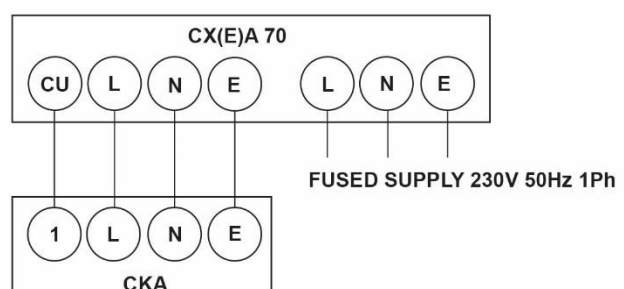 CX(E)A 70
CU L N E L N E
FUSED SUPPLY 230V 50Hz 1Ph
1 L N E
CKA